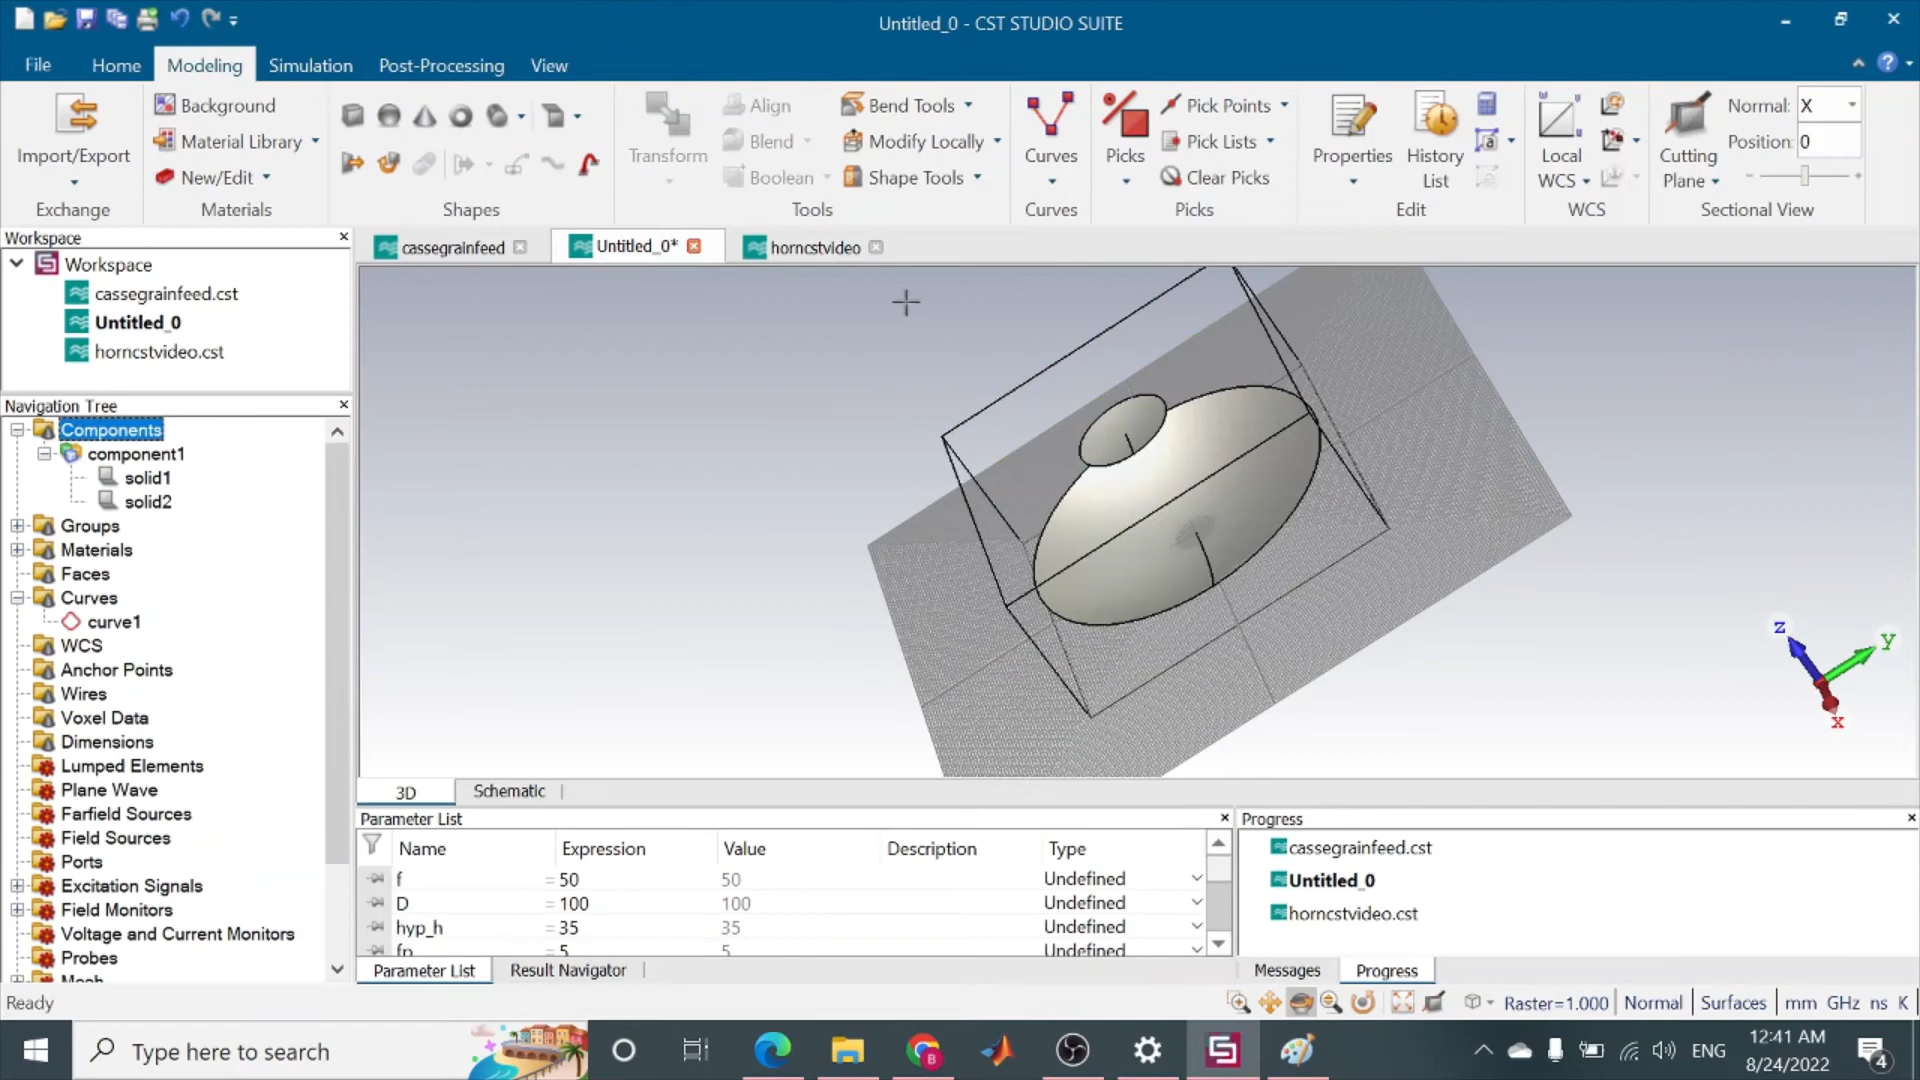 Untitled_0 - CST STUDIO SUITE
File Home Modeling Simulation Post-Processing View
Import/Export
Exchange
Background
Material Library
New/Edit
Materials
Shapes
Transform
Align
Blend
Boolean
Bend Tools
Modify Locally
Shape Tools
Tools
Curves
Curves
Picks
Pick Points
Pick Lists
Clear Picks
Picks
Properties
History
List
Edit
Local
WCS
WCS
Cutting
Plane
Normal: X
Position: 0
Sectional View
Workspace
Workspace
cassegrainfeed.cst
Untitled_0
horncstvideo.cst
cassegrainfeed
Untitled_0*
horncstvideo
Navigation Tree
Components
component1
solid1
solid2
Groups
Materials
Faces
Curves
curve1
WCS
Anchor Points
Wires
Voxel Data
Dimensions
Lumped Elements
Plane Wave
Farfield Sources
Field Sources
Ports
Excitation Signals
Field Monitors
Voltage and Current Monitors
Probes
Mesh
z
y
x
3D Schematic
Parameter List
Name Expression Value Description Type
f = 50 50 Undefined
D = 100 100 Undefined
hyp_h = 35 35 Undefined
fp = 5 5 Undefined
Parameter List Result Navigator
Progress
cassegrainfeed.cst
Untitled_0
horncstvideo.cst
Messages Progress
Ready
Raster=1.000 Normal Surfaces mm GHz ns K
Type here to search
B
ENG
12:41 AM
8/24/2022
4